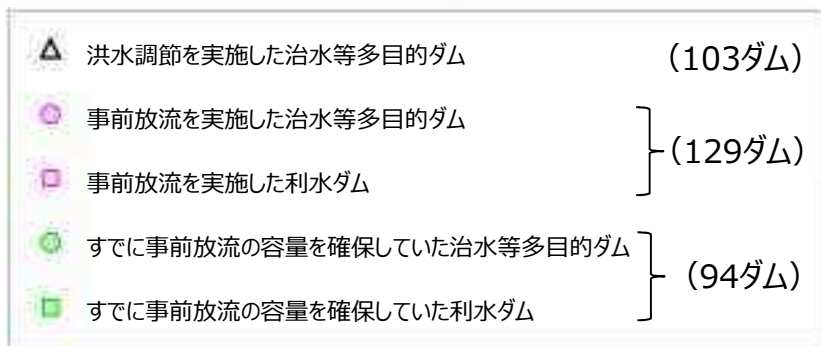 洪水調節を実施した治水等多目的ダム （103ダム）
事前放流を実施した治水等多目的ダム
（129ダム）
事前放流を実施した利水ダム
すでに事前放流の容量を確保していた治水等多目的ダム
（94ダム）
すでに事前放流の容量を確保していた利水ダム